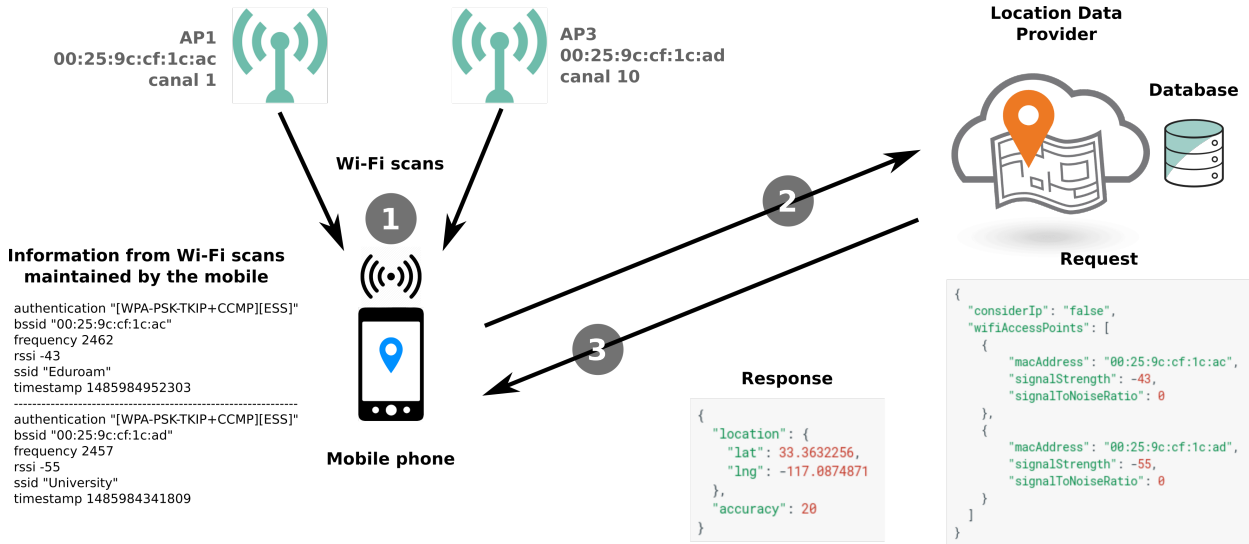 AP1
00:25:9c:cf:1c:ac
canal 1
AP3
00:25:9c:cf:1c:ad
canal 10
Location Data
Provider
Database
Wi-Fi scans
1
2
3
Information from Wi-Fi scans
maintained by the mobile
authentication "[WPA-PSK-TKIP+CCMP][ESS]"
bssid "00:25:9c:cf:1c:ac"
frequency 2462
rssi -43
ssid "Eduroam"
timestamp 1485984952303
---------------------------------------------------------------
authentication "[WPA-PSK-TKIP+CCMP][ESS]"
bssid "00:25:9c:cf:1c:ad"
frequency 2457
rssi -55
ssid "University"
timestamp 1485984341809
Mobile phone
Response
{
"location": {
"lat": 33.3632256,
"lng": -117.0874871
},
"accuracy": 20
}
Request
{
"considerIp": "false",
"wifiAccessPoints": [
{
"macAddress": "00:25:9c:cf:1c:ac",
"signalStrength": -43,
"signalToNoiseRatio": 0
},
{
"macAddress": "00:25:9c:cf:1c:ad",
"signalStrength": -55,
"signalToNoiseRatio": 0
}
]
}